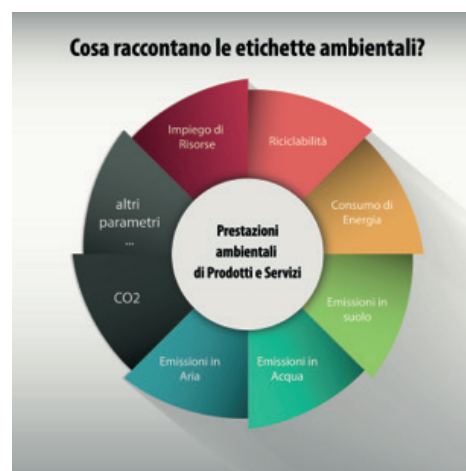 Cosa raccontano le etichette ambientali?
Impiego di
Risorse
Riciclabilità
Consumo di
Energia
Emissioni in
suolo
Emissioni in
Acqua
Emissioni in
Aria
CO2
altri
parametri
...
Prestazioni
ambientali
di Prodotti e Servizi